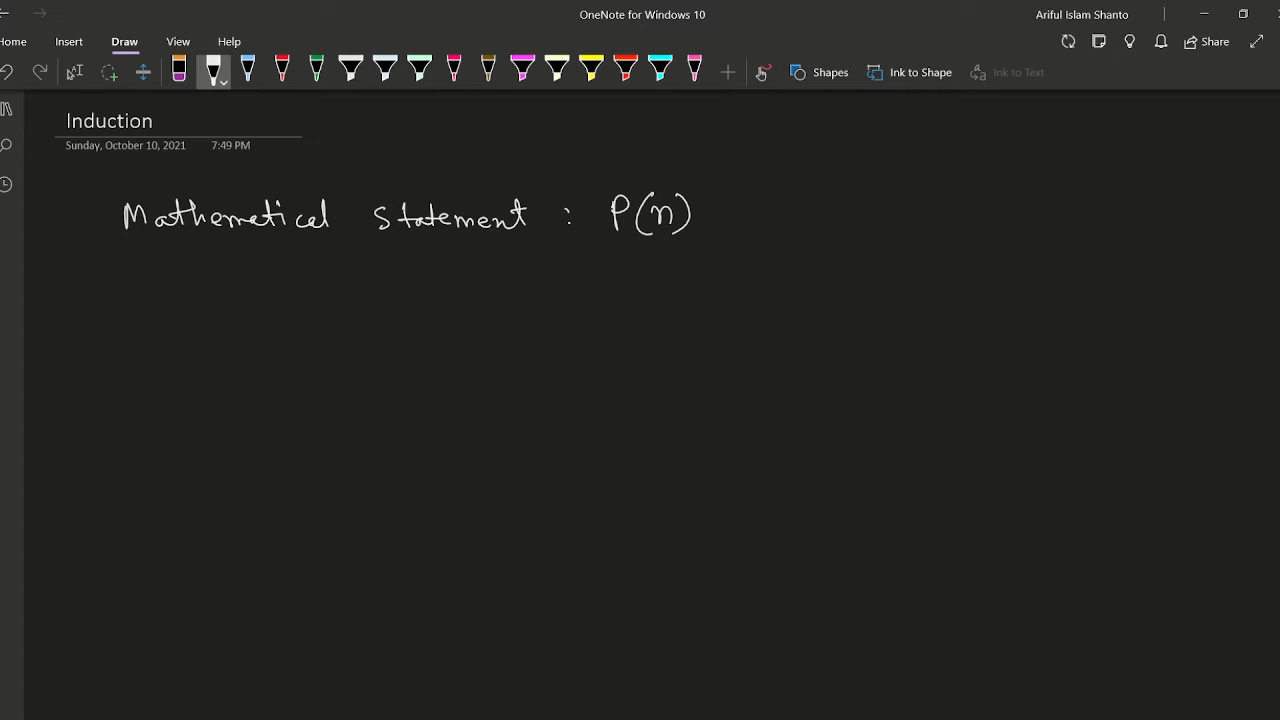 OneNote for Windows 10
Ariful Islam Shanto
Home Insert Draw View Help
Share
Shapes Ink to Shape Ink to Text
Induction
Sunday, October 10, 2021 7:49 PM
Mathematical Statement : P(n)